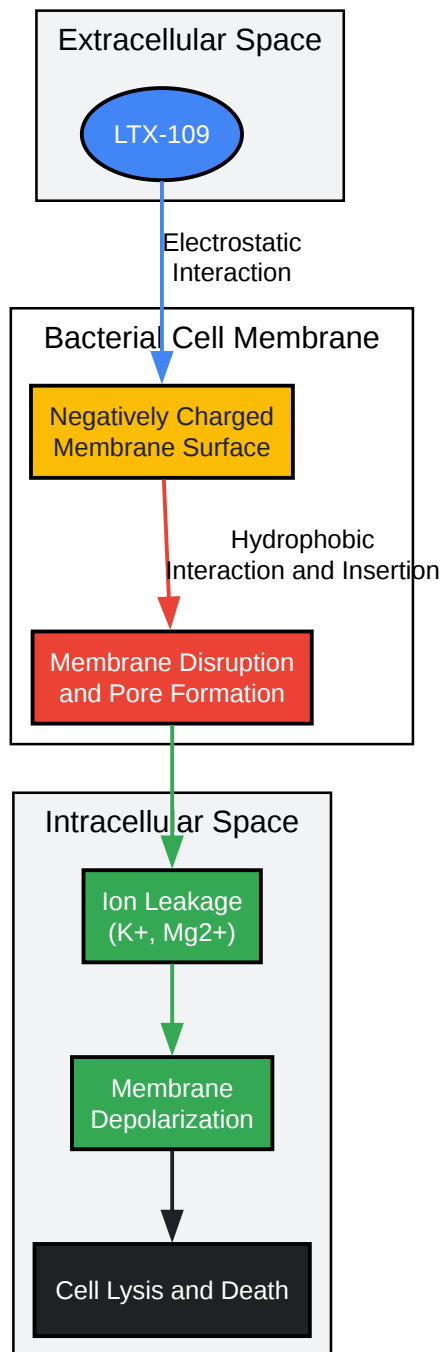 Extracellular Space
LTX-109
Electrostatic
Interaction
Bacterial Cell Membrane
Negatively Charged
Membrane Surface
Hydrophobic
Interaction and Insertion
Membrane Disruption
and Pore Formation
Intracellular Space
Ion Leakage
(K+, Mg2+)
Membrane
Depolarization
Cell Lysis and Death